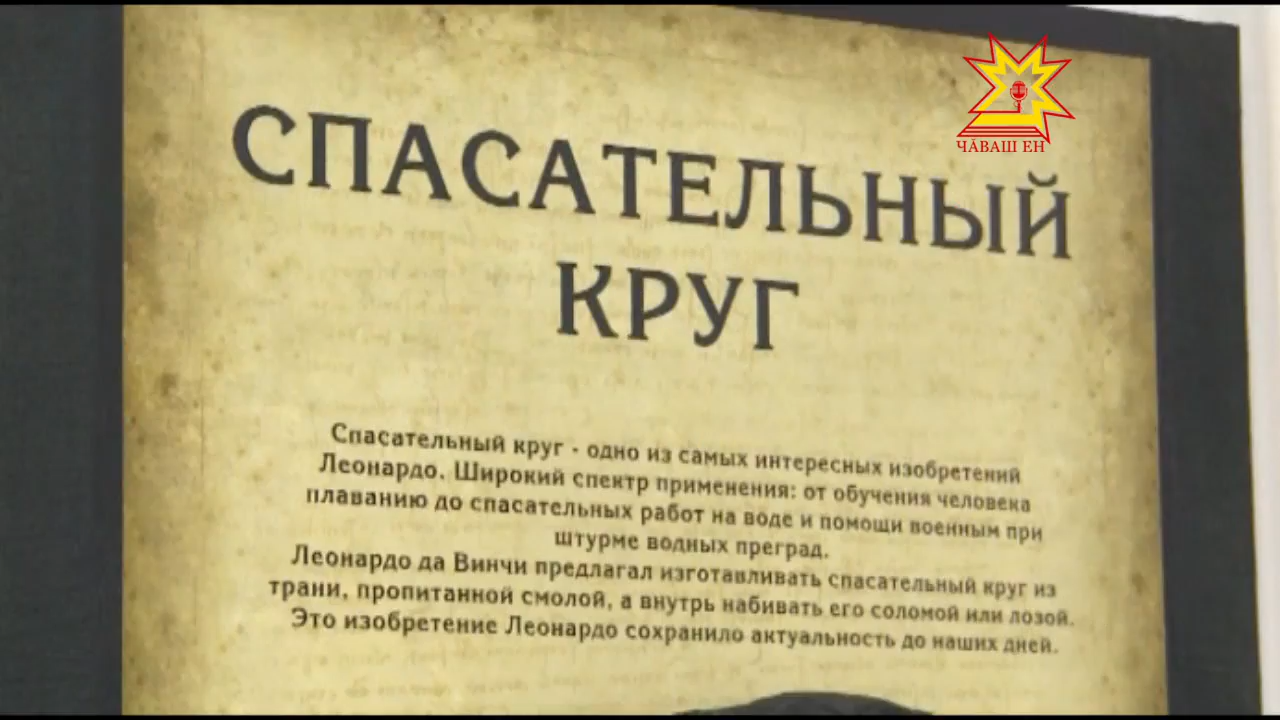 ЧӐВАШ ЕН
СПАСАТЕЛЬНЫЙ
КРУГ
Спасательный круг - одно из самых интересных изобретений
Леонардо. Широкий спектр применения: от обучения человека
плаванию до спасательных работ на воде и помощи военным при
штурме водных преград.
Леонардо да Винчи предлагал изготавливать спасательный круг из
трани, пропитанной смолой, а внутрь набивать его соломой или лозой.
Это изобретение Леонардо сохранило актуальность до наших дней.